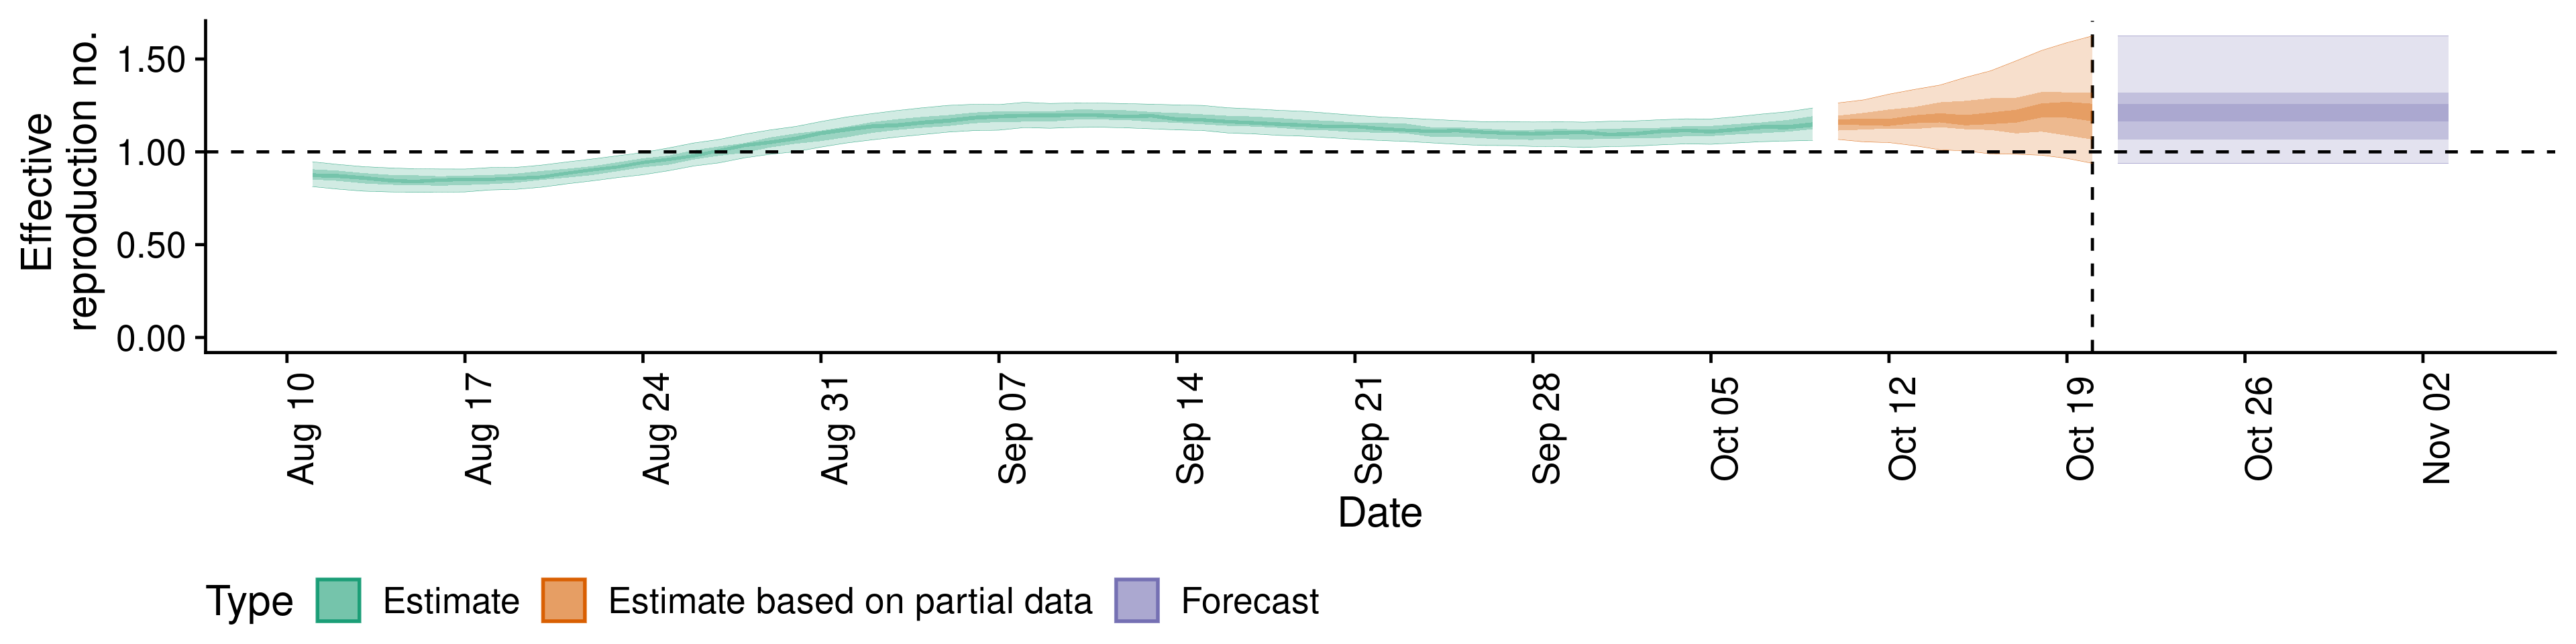 Effective
reproduction no.
1.50
1.00
0.50
0.00
Aug 10
Aug 17
Aug 24
Aug 31
Sep 07
Sep 14
Sep 21
Sep 28
Oct 05
Oct 12
Oct 19
Oct 26
Nov 02
Date
Type Estimate Estimate based on partial data Forecast